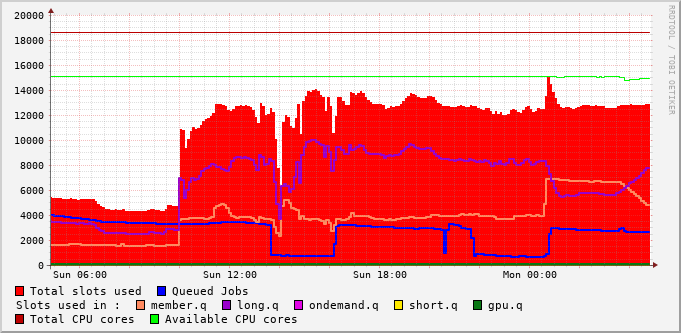 20000
18000
16000
14000
12000
10000
8000
6000
4000
2000
0
Sun 06:00 Sun 12:00 Sun 18:00 Mon 00:00
Total slots used Queued Jobs
Slots used in : member.q long.q ondemand.q short.q gpu.q
Total CPU cores Available CPU cores
RRDTOOL / TOBI OETIKER